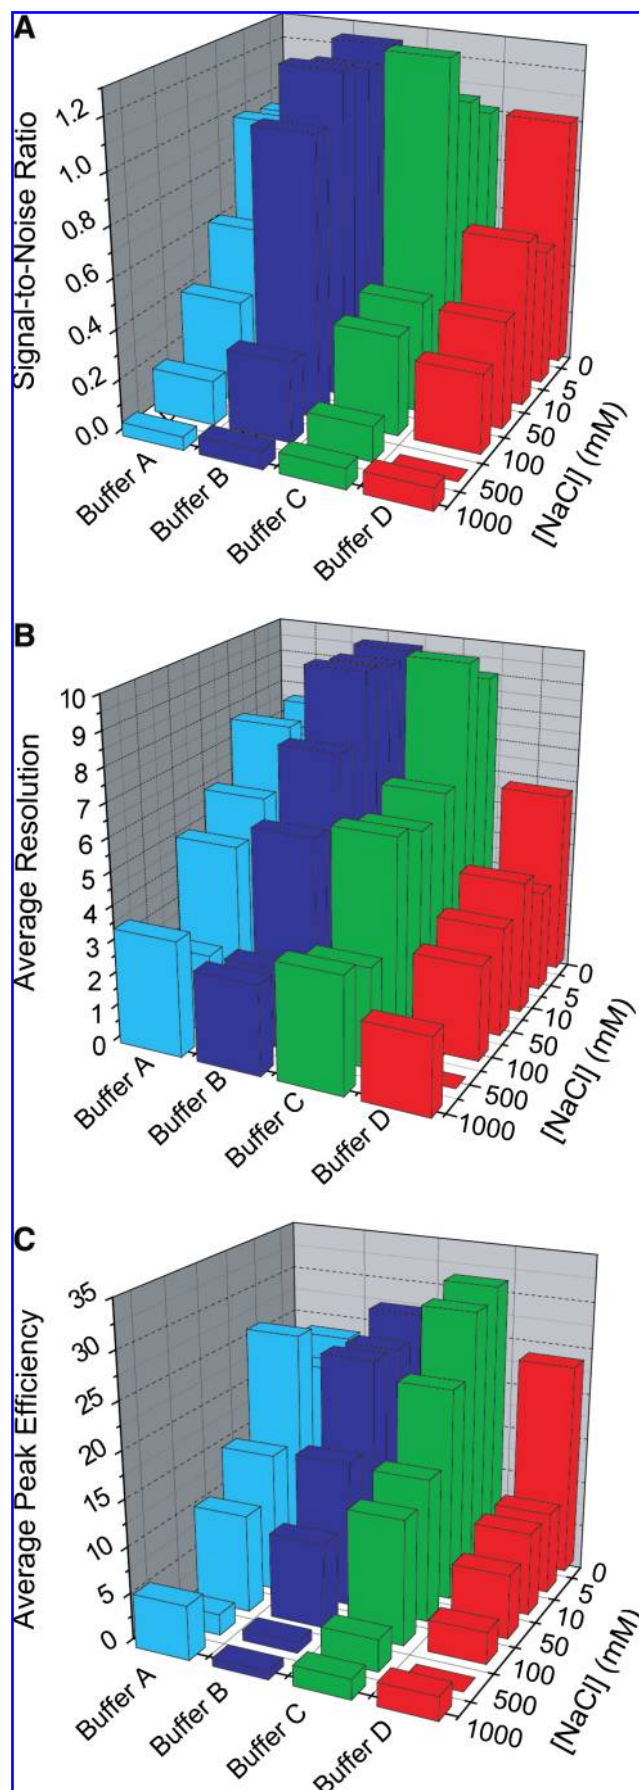 A
Signal-to-Noise Ratio
1.2
1.0
0.8
0.6
0.4
0.2
0.0
Buffer A
Buffer B
Buffer C
Buffer D
0
5
10
50
100
500
1000
[NaCl] (mM)
B
Average Resolution
10
9
8
7
6
5
4
3
2
1
0
Buffer A
Buffer B
Buffer C
Buffer D
0
5
10
50
100
500
1000
[NaCl] (mM)
C
Average Peak Efficiency
35
30
25
20
15
10
5
0
Buffer A
Buffer B
Buffer C
Buffer D
0
5
10
50
100
500
1000
[NaCl] (mM)